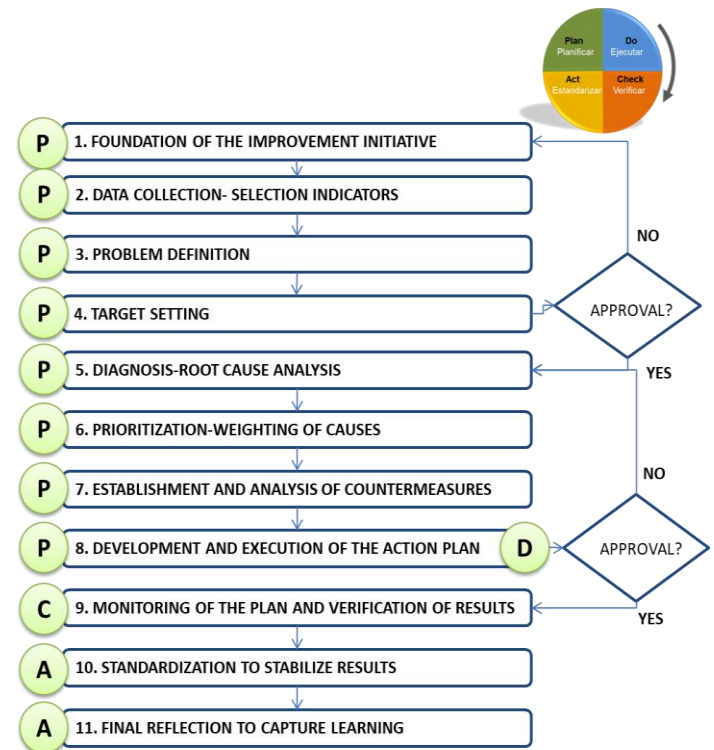 Plan
Planificar
Do
Ejecutar
Act
Estandarizar
Check
Verificar
P 1. FOUNDATION OF THE IMPROVEMENT INITIATIVE
P 2. DATA COLLECTION- SELECTION INDICATORS
NO
P 3. PROBLEM DEFINITION
P 4. TARGET SETTING
APPROVAL?
P 5. DIAGNOSIS-ROOT CAUSE ANALYSIS
YES
P 6. PRIORITIZATION-WEIGHTING OF CAUSES
NO
P 7. ESTABLISHMENT AND ANALYSIS OF COUNTERMEASURES
P 8. DEVELOPMENT AND EXECUTION OF THE ACTION PLAN D
APPROVAL?
C 9. MONITORING OF THE PLAN AND VERIFICATION OF RESULTS
YES
A 10. STANDARDIZATION TO STABILIZE RESULTS
A 11. FINAL REFLECTION TO CAPTURE LEARNING